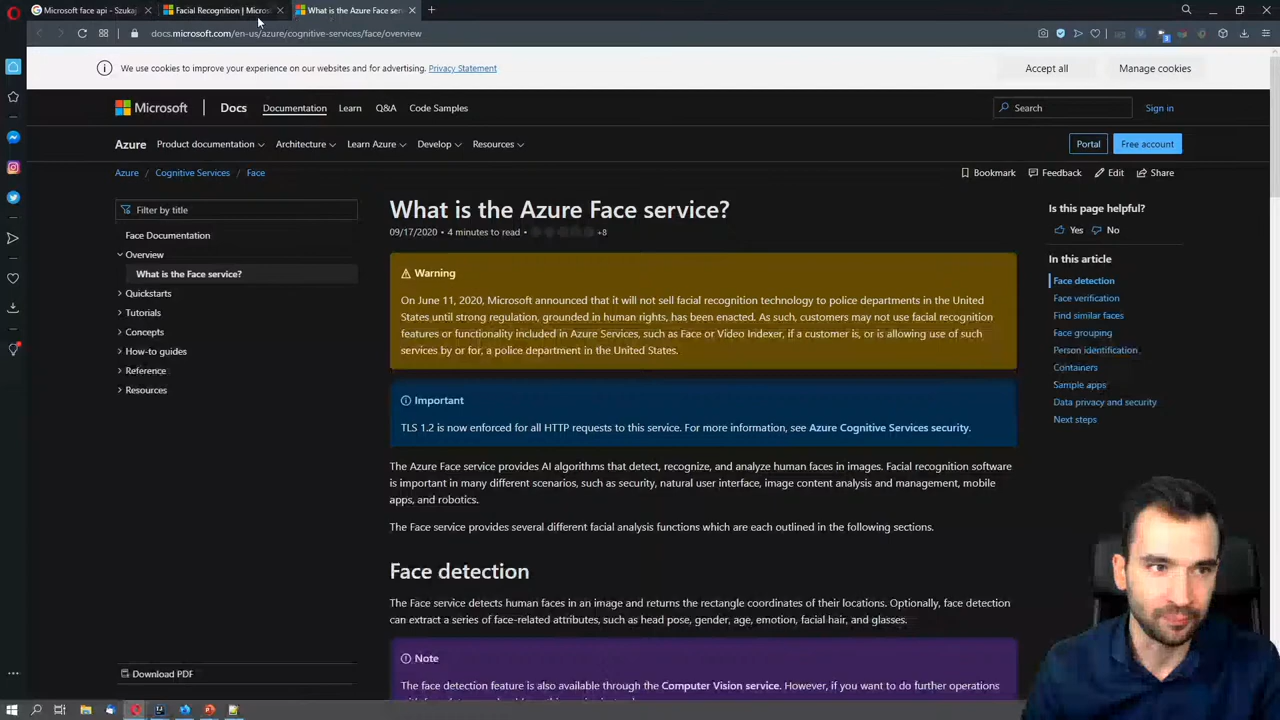 Microsoft face api - Szukaj
Facial Recognition | Micros
What is the Azure Face serv
docs.microsoft.com/en-us/azure/cognitive-services/face/overview
We use cookies to improve your experience on our websites and for advertising. Privacy Statement
Accept all
Manage cookies
Microsoft
Docs
Documentation
Learn
Q&A
Code Samples
Search
Sign in
Azure
Product documentation
Architecture
Learn Azure
Develop
Resources
Portal
Free account
Azure
Cognitive Services
Face
Bookmark
Feedback
Edit
Share
Filter by title
Face Documentation
Overview
What is the Face service?
Quickstarts
Tutorials
Concepts
How-to guides
Reference
Resources
Download PDF
What is the Azure Face service?
09/17/2020 • 4 minutes to read •
+8
Warning
On June 11, 2020, Microsoft announced that it will not sell facial recognition technology to police departments in the United
States until strong regulation, grounded in human rights, has been enacted. As such, customers may not use facial recognition
features or functionality included in Azure Services, such as Face or Video Indexer, if a customer is, or is allowing use of such
services by or for, a police department in the United States.
Important
TLS 1.2 is now enforced for all HTTP requests to this service. For more information, see Azure Cognitive Services security.
The Azure Face service provides AI algorithms that detect, recognize, and analyze human faces in images. Facial recognition software
is important in many different scenarios, such as security, natural user interface, image content analysis and management, mobile
apps, and robotics.
The Face service provides several different facial analysis functions which are each outlined in the following sections.
Face detection
The Face service detects human faces in an image and returns the rectangle coordinates of their locations. Optionally, face detection
can extract a series of face-related attributes, such as head pose, gender, age, emotion, facial hair, and glasses.
Note
The face detection feature is also available through the Computer Vision service. However, if you want to do further operations
Is this page helpful?
Yes
No
In this article
Face detection
Face verification
Find similar faces
Face grouping
Person identification
Containers
Sample apps
Data privacy and security
Next steps